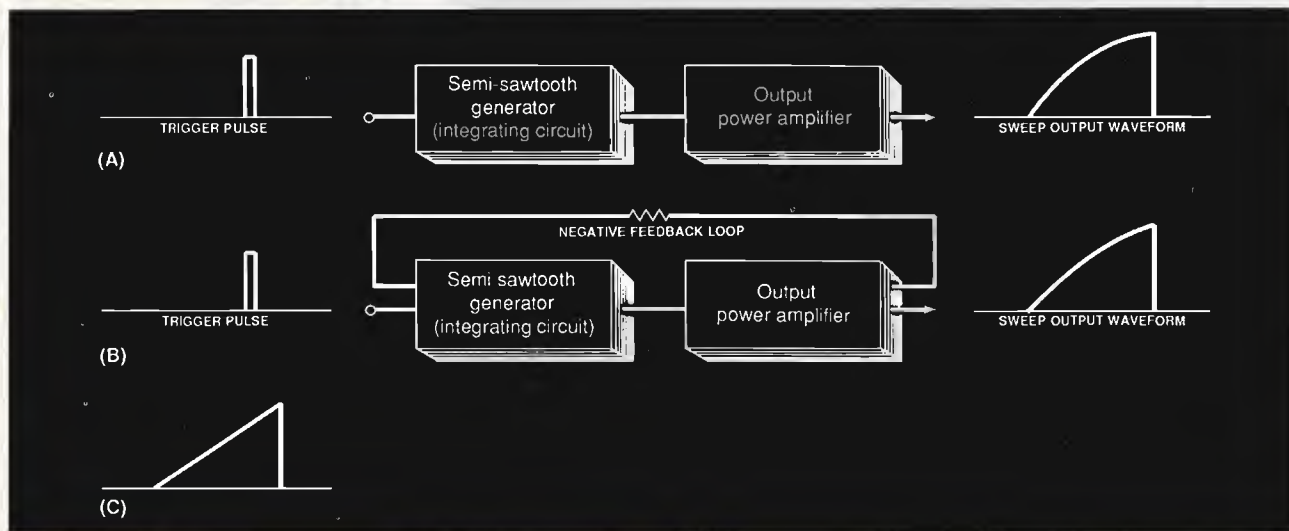 Semi-sawtooth
generator
(integrating circuit)
Output
power amplifier
TRIGGER PULSE
SWEEP OUTPUT WAVEFORM
(A)
NEGATIVE FEEDBACK LOOP
Semi sawtooth
generator
(integrating circuit)
Output
power amplifier
TRIGGER PULSE
SWEEP OUTPUT WAVEFORM
(B)
(C)